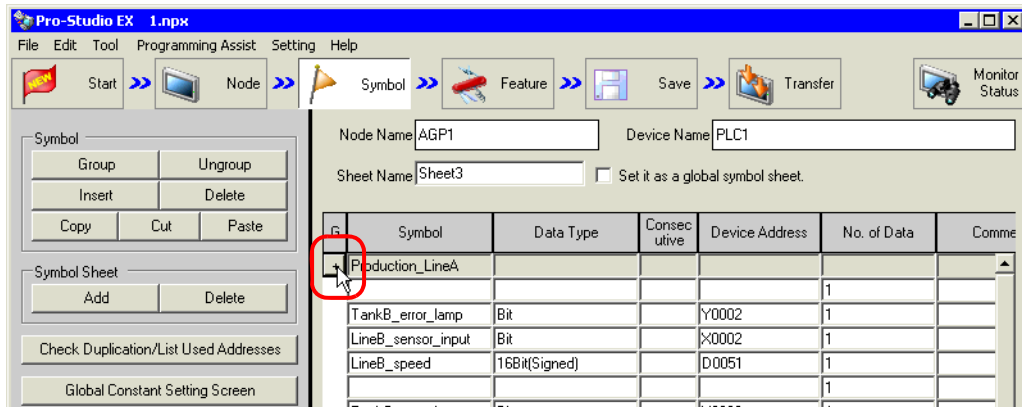 Pro-Studio EX 1.npx
File Edit Tool Programming Assist Setting Help
NEW Start Node Symbol Feature Save Transfer Monitor Status
Node Name AGP1 Device Name PLC1
Symbol
Group Ungroup
Sheet Name Sheet3 Set it as a global symbol sheet.
Insert Delete
Copy Cut Paste
G Symbol Data Type Consec utive Device Address No. of Data Comme
+ Production_LineA
Symbol Sheet
Add Delete
1
TankB_error_lamp Bit Y0002 1
LineB_sensor_input Bit X0002 1
Check Duplication/List Used Addresses
LineB_speed 16Bit(Signed) D0051 1
Global Constant Setting Screen
1